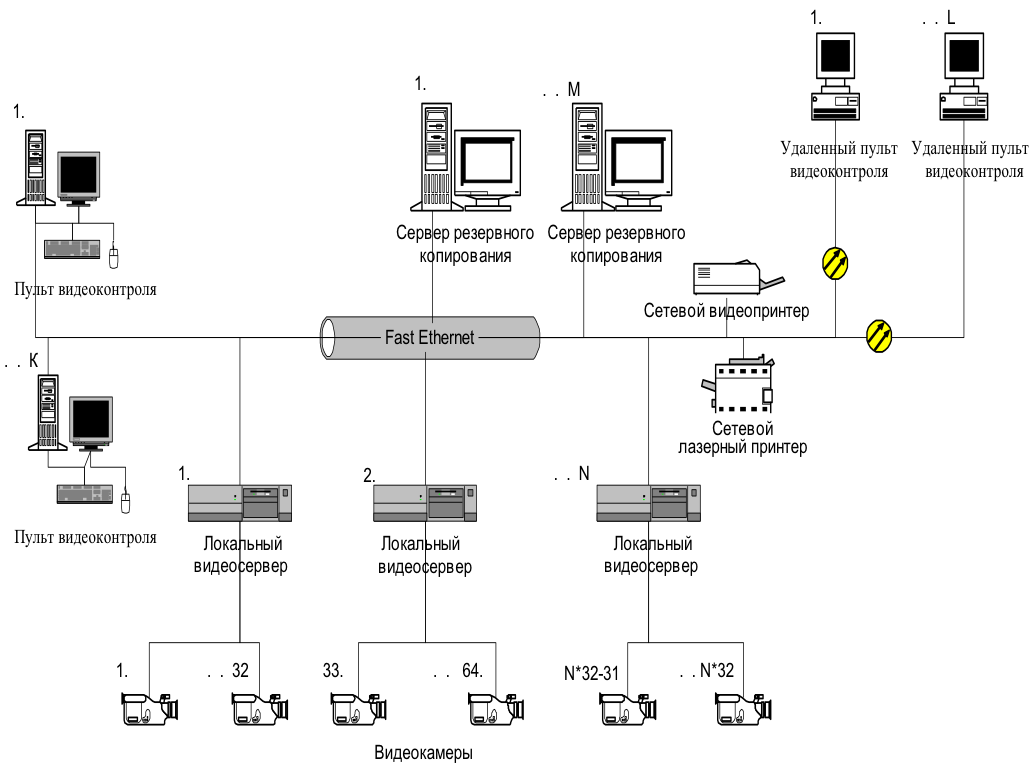 1.
. . L
1.
. . M
1.
Удаленный пульт
видеоконтроля
Удаленный пульт
видеоконтроля
Сервер резервного
копирования
Сервер резервного
копирования
Пульт видеоконтроля
Сетевой видеопринтер
Fast Ethernet
. . К
Сетевой
лазерный принтер
1.
2.
. . N
Пульт видеоконтроля
Локальный
видеосервер
Локальный
видеосервер
Локальный
видеосервер
1.
. . 32
33.
. . 64.
N*32-31
. . N*32
Видеокамеры